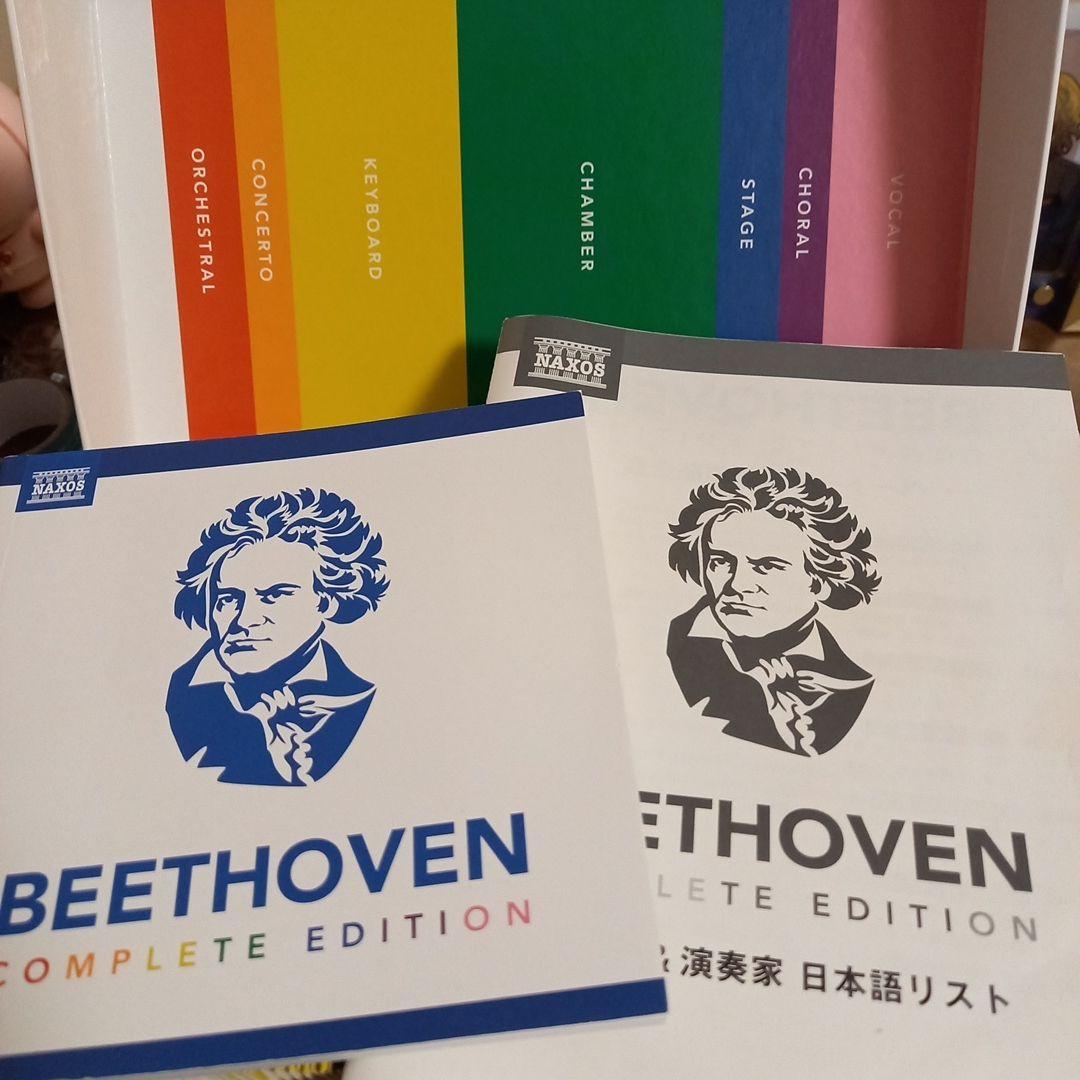 ORCHESTRAL
CONCERTO
KEYBOARD
CHAMBER
STAGE
CHORAL
VOCAL
NAXOS
BEETHOVEN
COMPLETE EDITION
NAXOS
ETHOVEN
LETE EDITION
& 演奏家 日本語リスト